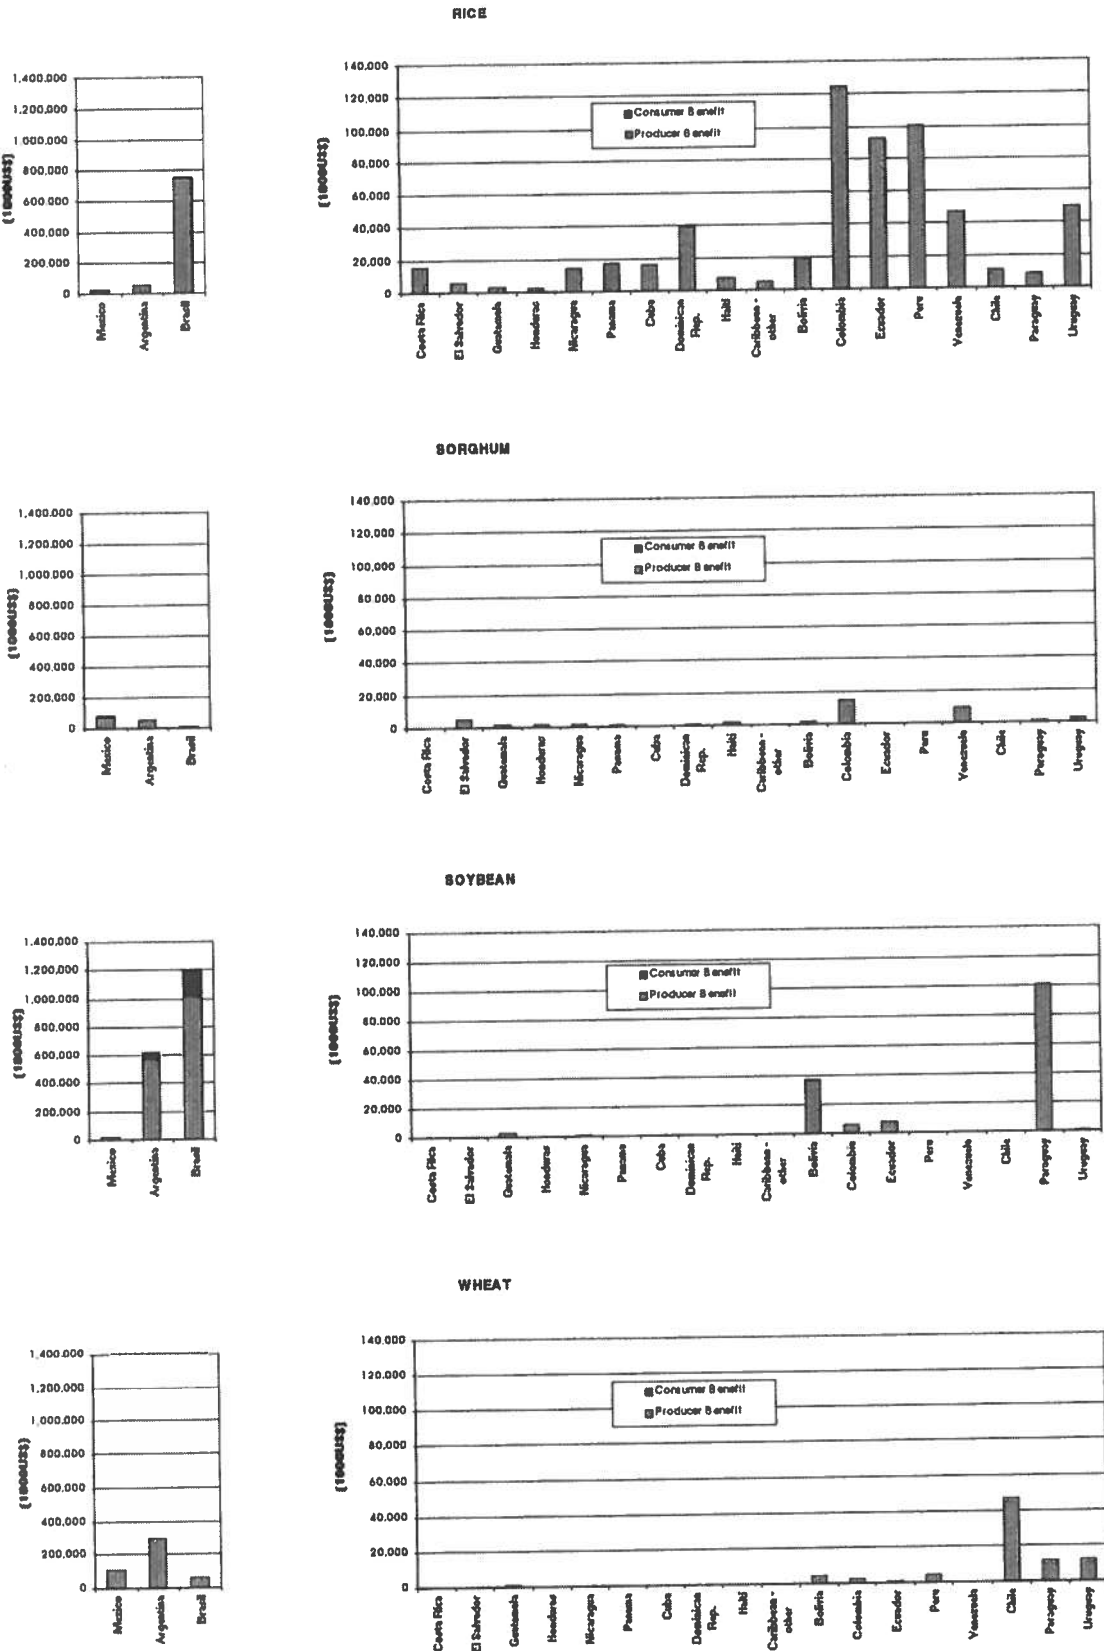 RICE
1,400.000
1,200.000
1,000.000
800.000
600.000
400.000
200.000
0
(1000US$)
Mexico
Argentina
Brasil
140,000
120,000
100,000
80,000
60,000
40,000
20,000
0
(1000US$)
Consumer Benefit
Producer Benefit
Costa Rica
El Salvador
Guatemala
Honduras
Nicaragua
Panama
Cuba
Dominican
Rep.
Haiti
Caribbean -
other
Bolivia
Colombia
Ecuador
Peru
Venezuela
Chile
Paraguay
Uruguay
SORGHUM
1,400.000
1,200.000
1,000.000
800.000
600.000
400.000
200.000
0
(1000US$)
Mexico
Argentina
Brasil
140,000
120,000
100,000
80,000
60,000
40,000
20,000
0
(1000US$)
Consumer Benefit
Producer Benefit
Costa Rica
El Salvador
Guatemala
Honduras
Nicaragua
Panama
Cuba
Dominican
Rep.
Haiti
Caribbean -
other
Bolivia
Colombia
Ecuador
Peru
Venezuela
Chile
Paraguay
Uruguay
SOYBEAN
1,400,000
1,200,000
1,000,000
800,000
600,000
400,000
200,000
0
(1000US$)
Mexico
Argentina
Brasil
140,000
120,000
100,000
80,000
60,000
40,000
20,000
0
(1000US$)
Consumer Benefit
Producer Benefit
Costa Rica
El Salvador
Guatemala
Honduras
Nicaragua
Panama
Cuba
Dominican
Rep.
Haiti
Caribbean -
other
Bolivia
Colombia
Ecuador
Peru
Venezuela
Chile
Paraguay
Uruguay
WHEAT
1,400.000
1,200.000
1,000.000
800.000
600.000
400.000
200,000
0
(1000US$)
Mexico
Argentina
Brasil
140.000
120.000
100.000
80,000
60,000
40,000
20,000
0
(1000US$)
Consumer Benefit
Producer Benefit
Costa Rica
El Salvador
Guatemala
Honduras
Nicaragua
Panama
Cuba
Dominican
Rep.
Haiti
Caribbean -
other
Bolivia
Colombia
Ecuador
Peru
Venezuela
Chile
Paraguay
Uruguay